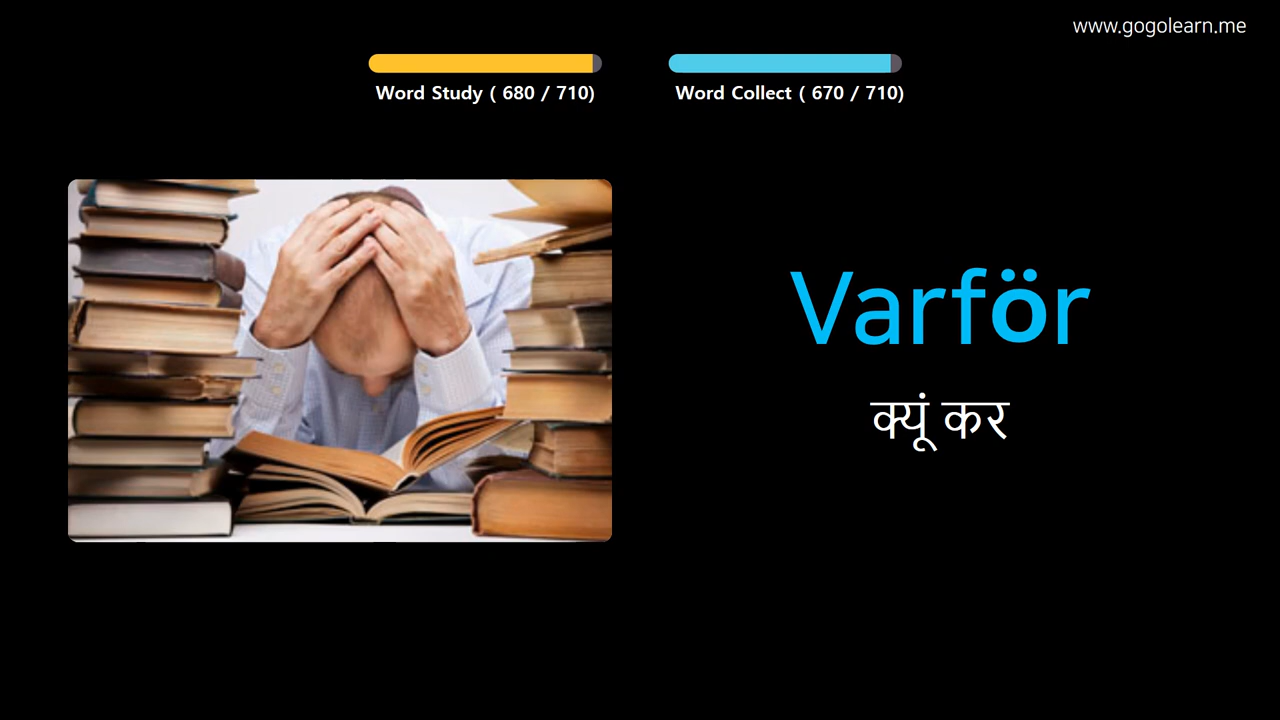 www.gogolearn.me
Word Study ( 680 / 710)
Word Collect ( 670 / 710)
Varför
क्यूं कर